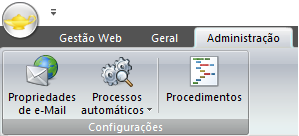 Gestão Web Geral Administração
Propriedades de e-Mail
Processos automáticos
Procedimentos
Configurações